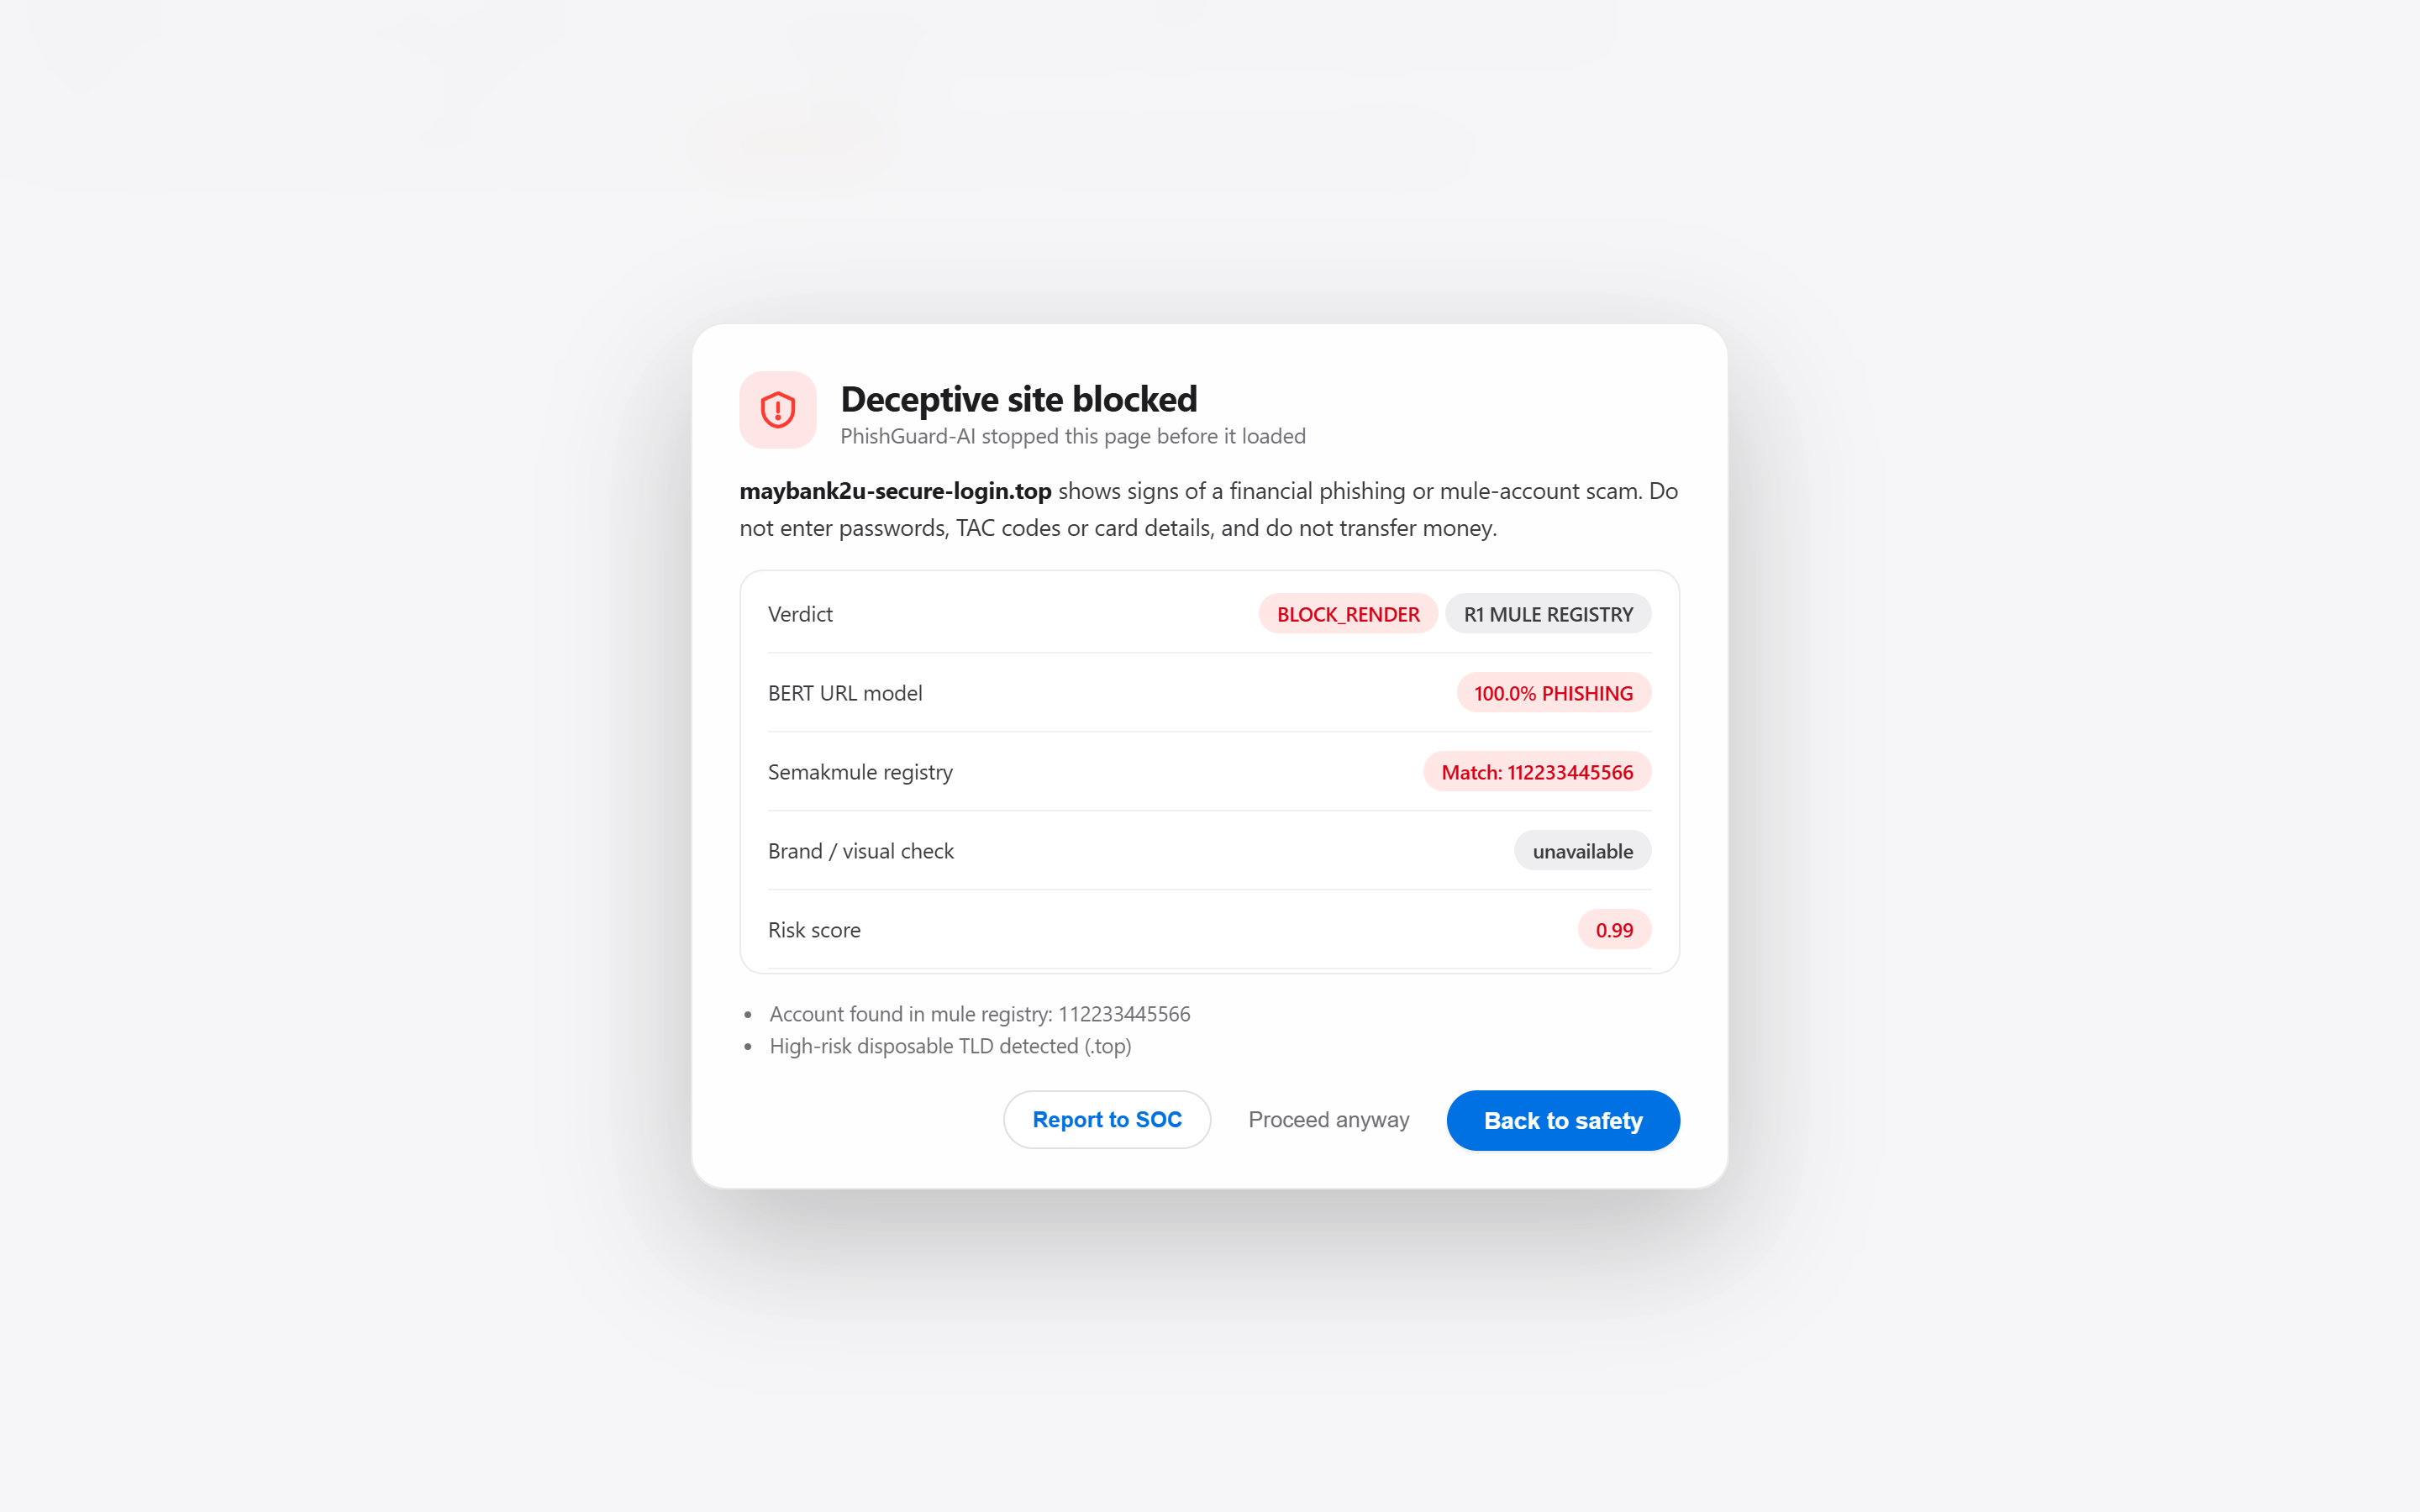 Deceptive site blocked
PhishGuard-AI stopped this page before it loaded
maybank2u-secure-login.top shows signs of a financial phishing or mule-account scam. Do
not enter passwords, TAC codes or card details, and do not transfer money.
Verdict BLOCK_RENDER R1 MULE REGISTRY
BERT URL model 100.0% PHISHING
Semakmule registry Match: 112233445566
Brand / visual check unavailable
Risk score 0.99
• Account found in mule registry: 112233445566
• High-risk disposable TLD detected (.top)
Report to SOC Proceed anyway Back to safety